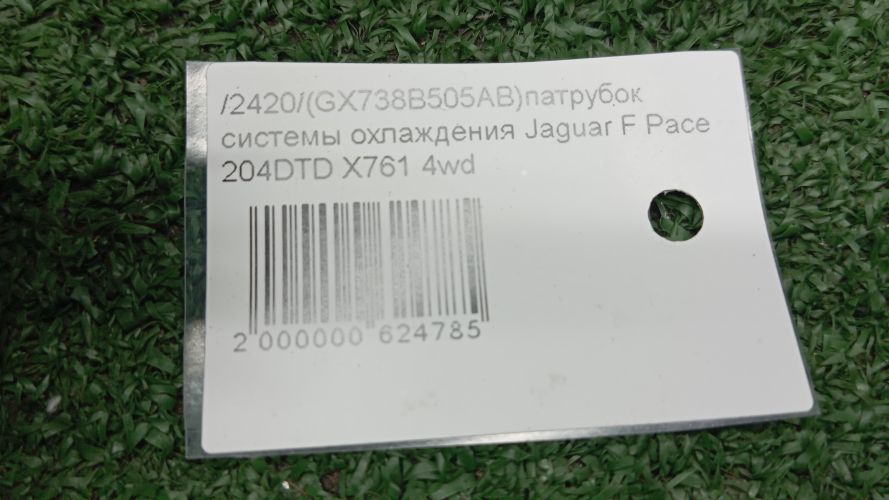 /2420/(GX738B505AB)патрубок
системы охлаждения Jaguar F Pace
204DTD X761 4wd
2 000000 624785